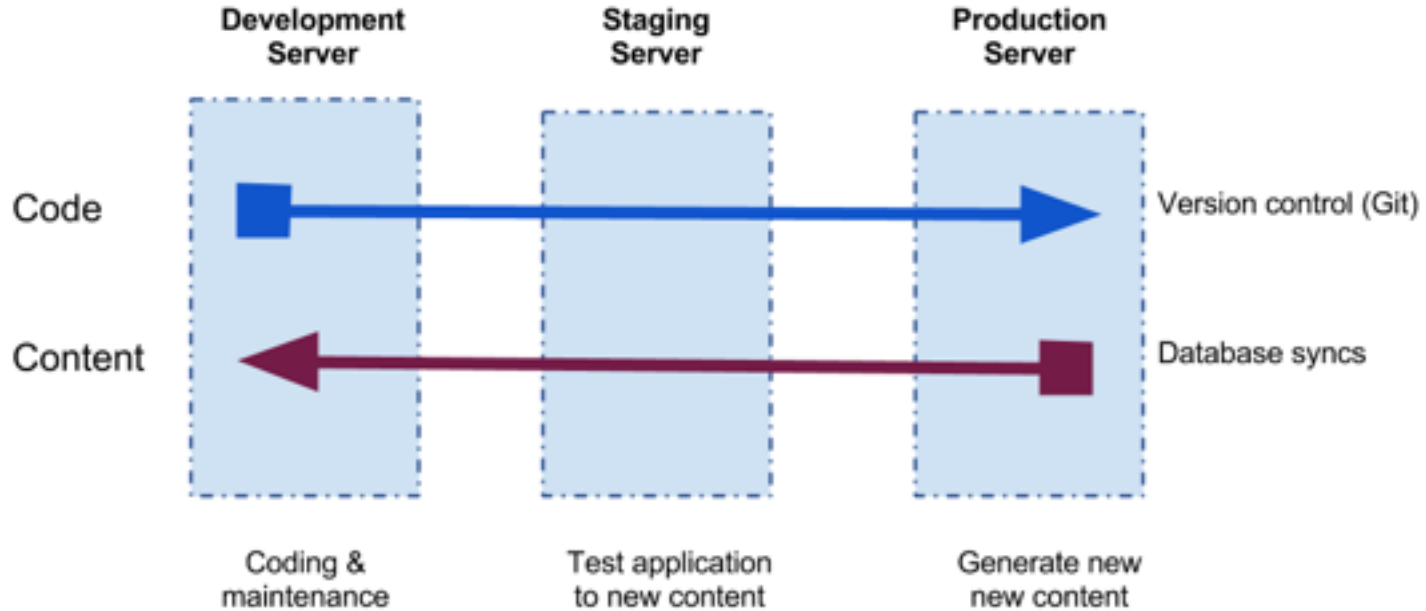 Development
Server
Staging
Server
Production
Server
Code
Version control (Git)
Content
Database syncs
Coding &
maintenance
Test application
to new content
Generate new
new content